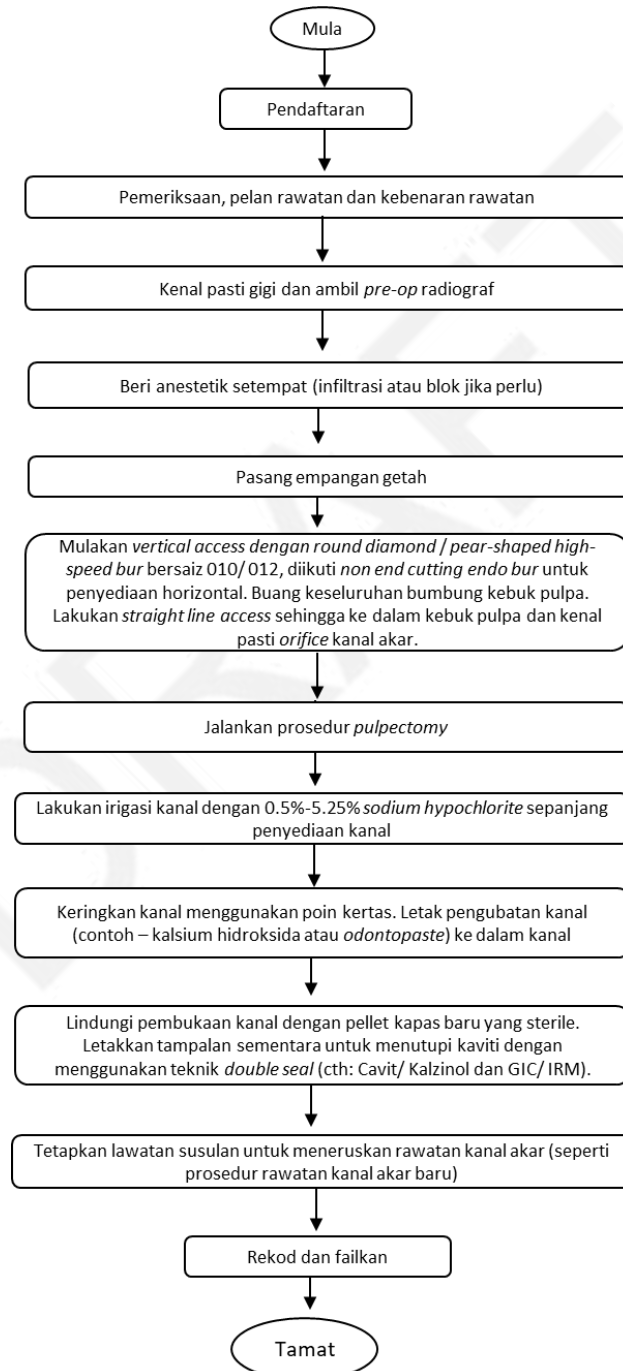 Mula
Pendaftaran
Pemeriksaan, pelan rawatan dan kebenaran rawatan
Kenal pasti gigi dan ambil pre-op radiograf
Beri anestetik setempat (infiltrasi atau blok jika perlu)
Pasang empangan getah
Mulakan vertical access dengan round diamond / pear-shaped high-
speed bur bersaiz 010/ 012, diikuti non end cutting endo bur untuk
penyediaan horizontal. Buang keseluruhan bumbung kebuk pulpa.
Lakukan straight line access sehingga ke dalam kebuk pulpa dan kenal
pasti orifice kanal akar.
Jalankan prosedur pulpectomy
Lakukan irigasi kanal dengan 0.5%-5.25% sodium hypochlorite sepanjang
penyediaan kanal
Keringkan kanal menggunakan poin kertas. Letak pengubatan kanal
(contoh – kalsium hidroksida atau odontopaste) ke dalam kanal
Lindungi pembukaan kanal dengan pellet kapas baru yang sterile.
Letakkan tampalan sementara untuk menutupi kaviti dengan
menggunakan teknik double seal (cth: Cavit/ Kalzinol dan GIC/ IRM).
Tetapkan lawatan susulan untuk meneruskan rawatan kanal akar (seperti
prosedur rawatan kanal akar baru)
Rekod dan failkan
Tamat
DRAFT